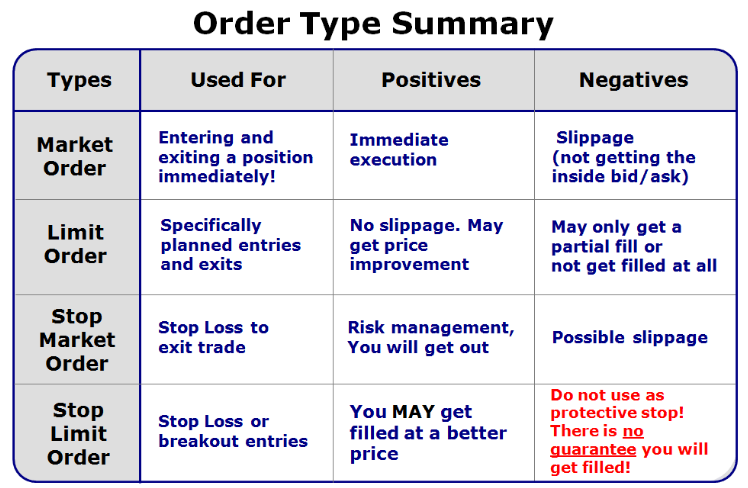 Order Type Summary
Types
Used For
Positives
Negatives
Market
Order
Entering and
exiting a position
immediately!
Immediate
execution
Slippage
(not getting the
inside bid/ask)
Limit
Order
Specifically
planned entries
and exits
No slippage. May
get price
improvement
May only get a
partial fill or
not get filled at all
Stop
Market
Order
Stop Loss to
exit trade
Risk management,
You will get out
Possible slippage
Stop
Limit
Order
Stop Loss or
breakout entries
You MAY get
filled at a better
price
Do not use as
protective stop!
There is no
guarantee you will
get filled!